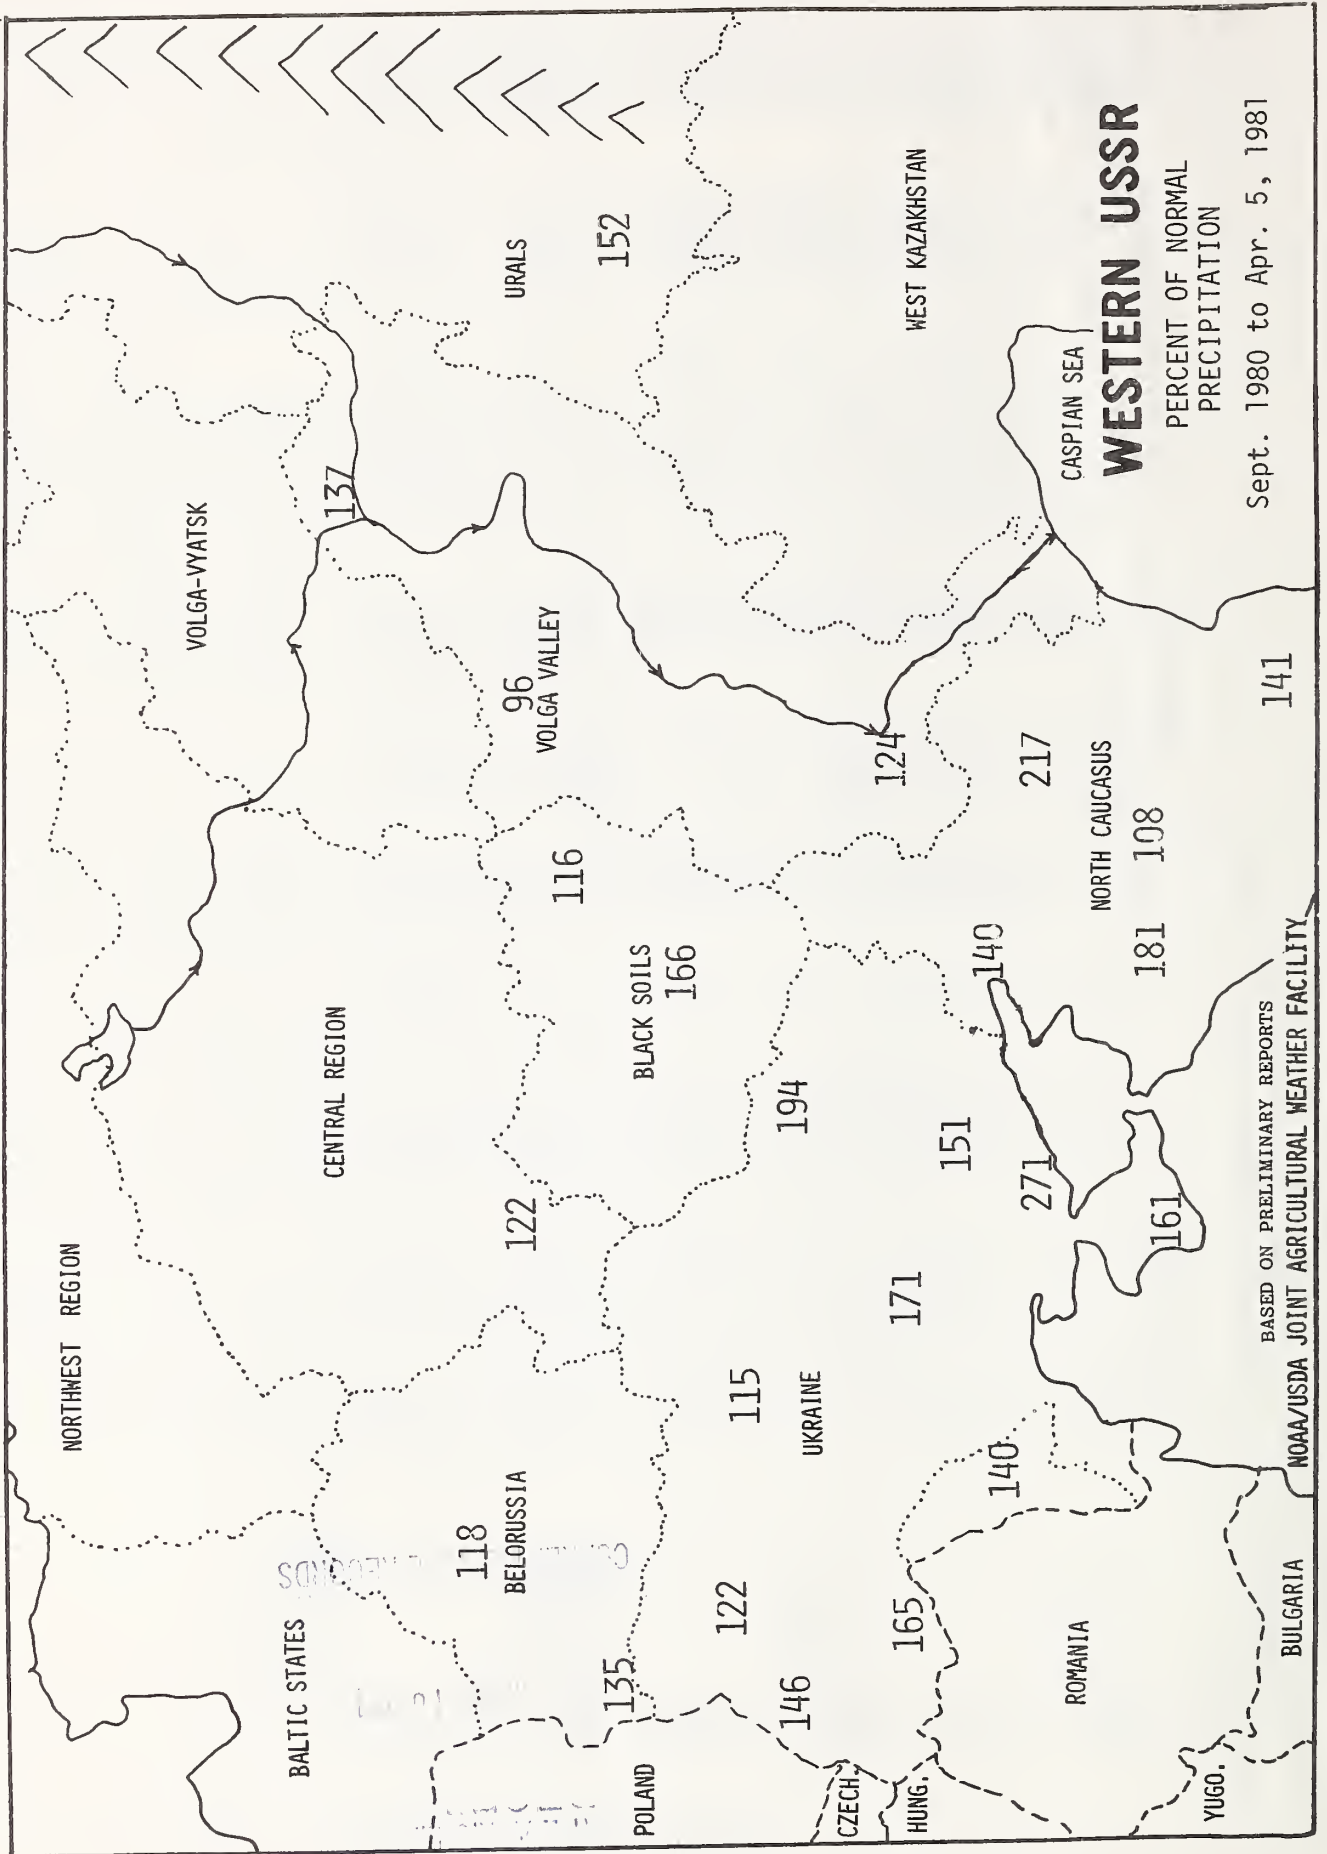 NORTHWEST REGION
BALTIC STATES
CENTRAL REGION
VOLGA-VYATSK
137
118
BELORUSSIA
122
96
VOLGA VALLEY
URALS
152
135
POLAND
BLACK SOILS
166
116
122
115
146
194
UKRAINE
CZECH.
HUNG.
165
171
124
WEST KAZAKHSTAN
151
140
140
271
217
ROMANIA
CASPIAN SEA
NORTH CAUCASUS
161
181
108
YUGO.
BULGARIA
141
WESTERN USSR
PERCENT OF NORMAL
PRECIPITATION
Sept. 1980 to Apr. 5, 1981
BASED ON PRELIMINARY REPORTS
NOAA/USDA JOINT AGRICULTURAL WEATHER FACILITY